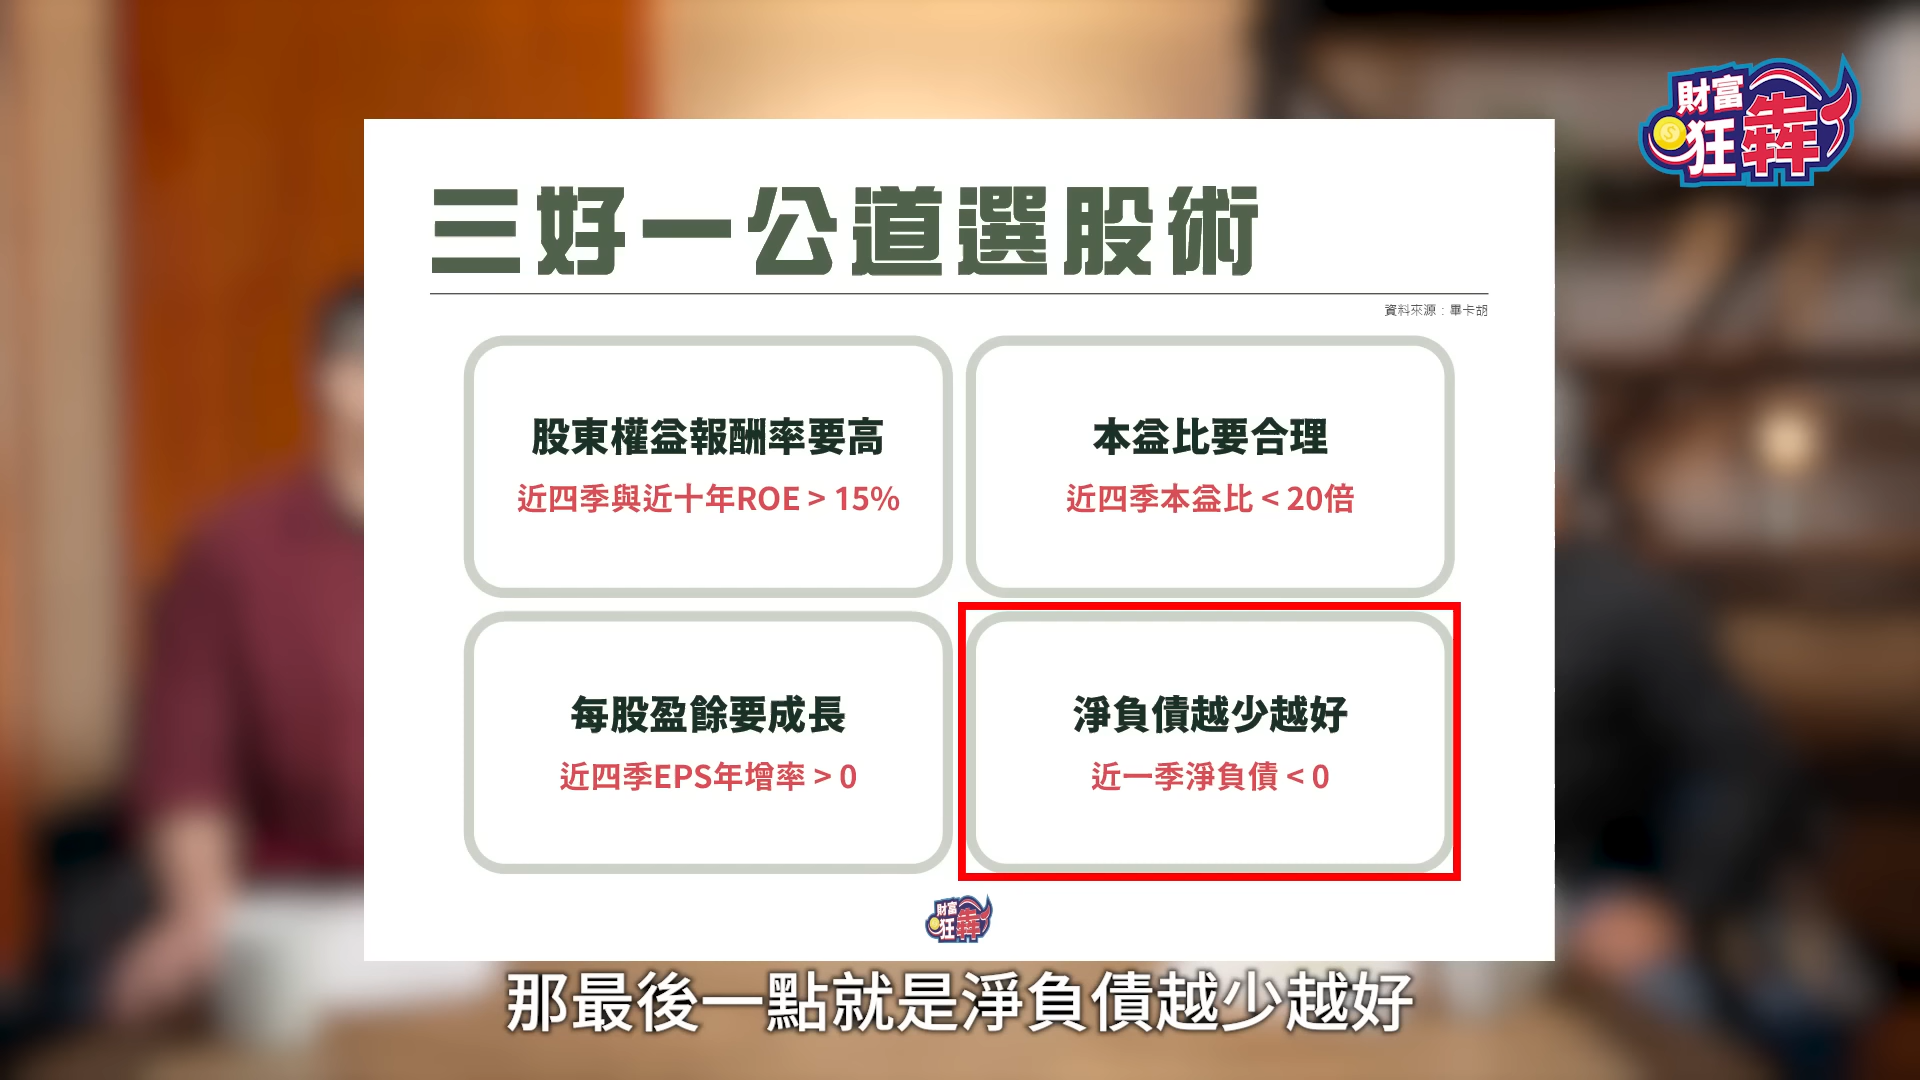 財富
狂犇
三好一公道選股術
資料來源：畢卡胡
股東權益報酬率要高
近四季與近十年ROE > 15%
本益比要合理
近四季本益比 < 20倍
每股盈餘要成長
近四季EPS年增率 > 0
淨負債越少越好
近一季淨負債 < 0
財富
狂犇
那最後一點就是淨負債越少越好